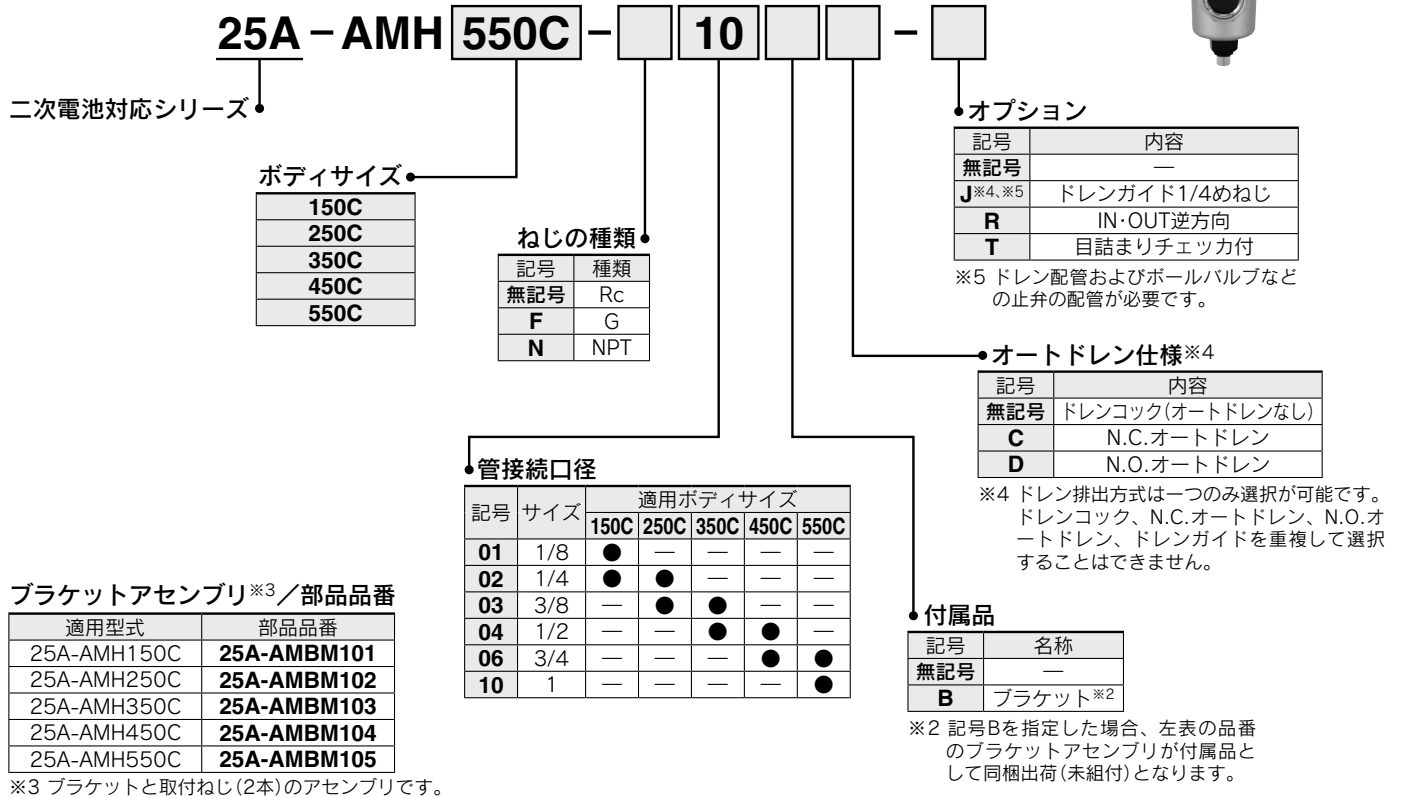 25A-AMH 550C - 10 -
二次電池対応シリーズ
ボディサイズ
150C
250C
350C
450C
550C
ねじの種類
記号 種類
無記号 Rc
F G
N NPT
管接続口径
記号 サイズ 適用ボディサイズ
150C 250C 350C 450C 550C
01 1/8 ● — — — —
02 1/4 ● ● — — —
03 3/8 — ● ● — —
04 1/2 — — ● ● —
06 3/4 — — — ● ●
10 1 — — — — ●
オプション
記号 内容
無記号 —
J※4、※5 ドレンガイド1/4めねじ
R IN・OUT逆方向
T 目詰まりチェッカ付
※5 ドレン配管およびボールバルブなど
の止弁の配管が必要です。
オートドレン仕様※4
記号 内容
無記号 ドレンコック(オートドレンなし)
C N.C.オートドレン
D N.O.オートドレン
※4 ドレン排出方式は一つのみ選択が可能です。
ドレンコック、N.C.オートドレン、N.O.オ
ートドレン、ドレンガイドを重複して選択
することはできません。
付属品
記号 名称
無記号 —
B ブラケット※2
※2 記号Bを指定した場合、左表の品番
のブラケットアセンブリが付属品と
して同梱出荷(未組付)となります。
ブラケットアセンブリ※3／部品品番
適用型式 部品品番
25A-AMH150C 25A-AMBM101
25A-AMH250C 25A-AMBM102
25A-AMH350C 25A-AMBM103
25A-AMH450C 25A-AMBM104
25A-AMH550C 25A-AMBM105
※3 ブラケットと取付ねじ(2本)のアセンブリです。